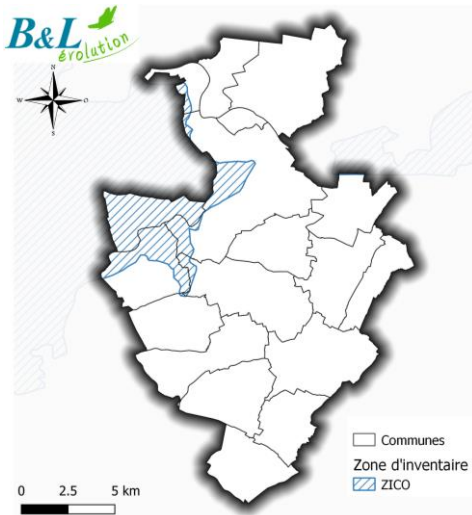 B&L
évolution
N
W O
S
Communes
Zone d'inventaire
ZICO
0 2.5 5 km